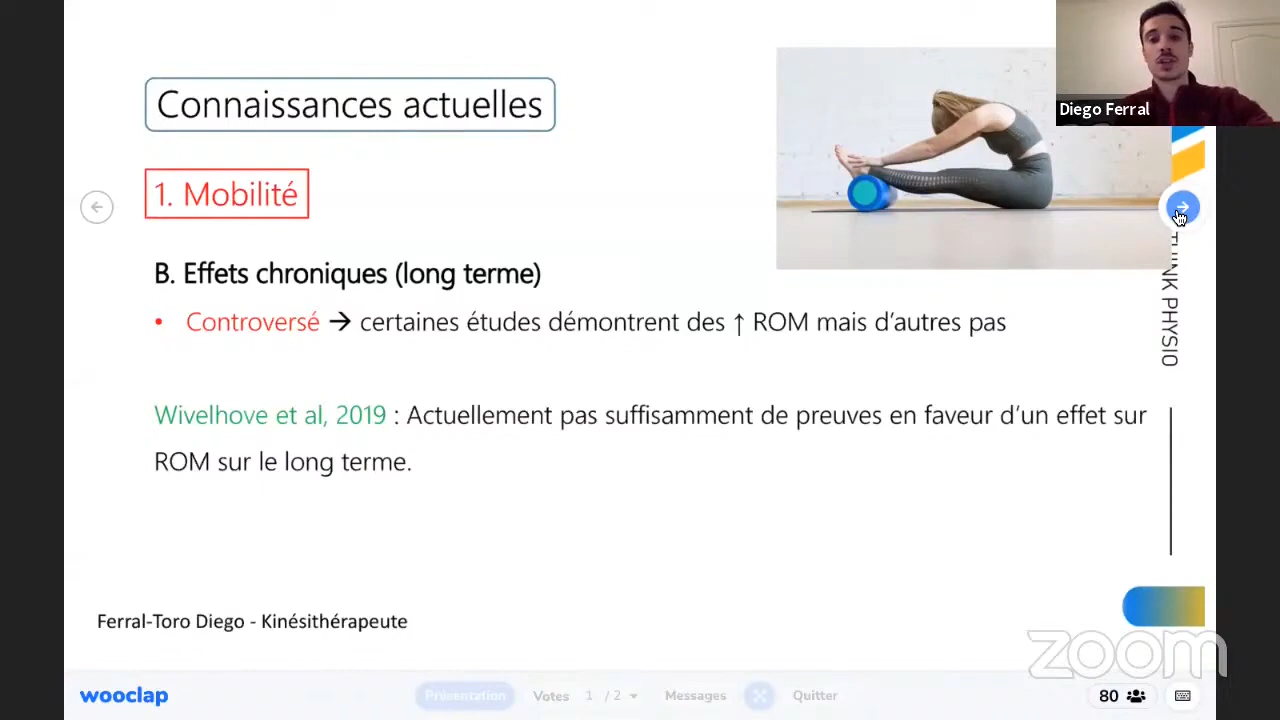 Connaissances actuelles
Diego Ferral
1. Mobilité
B. Effets chroniques (long terme)
• Controversé → certaines études démontrent des ↑ ROM mais d'autres pas
THINK PHYSIO
Wivelhove et al, 2019 : Actuellement pas suffisamment de preuves en faveur d'un effet sur
ROM sur le long terme.
Ferral-Toro Diego - Kinésithérapeute
zoom
wooclap
Présentation
Votes 1 / 2
Messages
Quitter
80